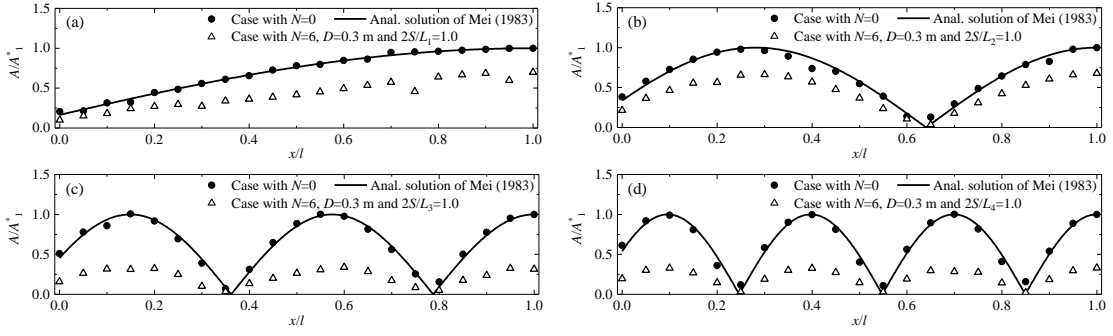 (a)
Case with N=0 Anal. solution of Mei (1983)
Case with N=6, D=0.3 m and 2S/L₁=1.0
A/A*₁
1.5
1.0
0.5
0.0
0.0 0.2 0.4 0.6 0.8 1.0
x/l
(b)
Case with N=0 Anal. solution of Mei (1983)
Case with N=6, D=0.3 m and 2S/L₂=1.0
A/A*₁
1.5
1.0
0.5
0.0
0.0 0.2 0.4 0.6 0.8 1.0
x/l
(c)
Case with N=0 Anal. solution of Mei (1983)
Case with N=6, D=0.3 m and 2S/L₃=1.0
A/A*₁
1.5
1.0
0.5
0.0
0.0 0.2 0.4 0.6 0.8 1.0
x/l
(d)
Case with N=0 Anal. solution of Mei (1983)
Case with N=6, D=0.3 m and 2S/L₄=1.0
A/A*₁
1.5
1.0
0.5
0.0
0.0 0.2 0.4 0.6 0.8 1.0
x/l